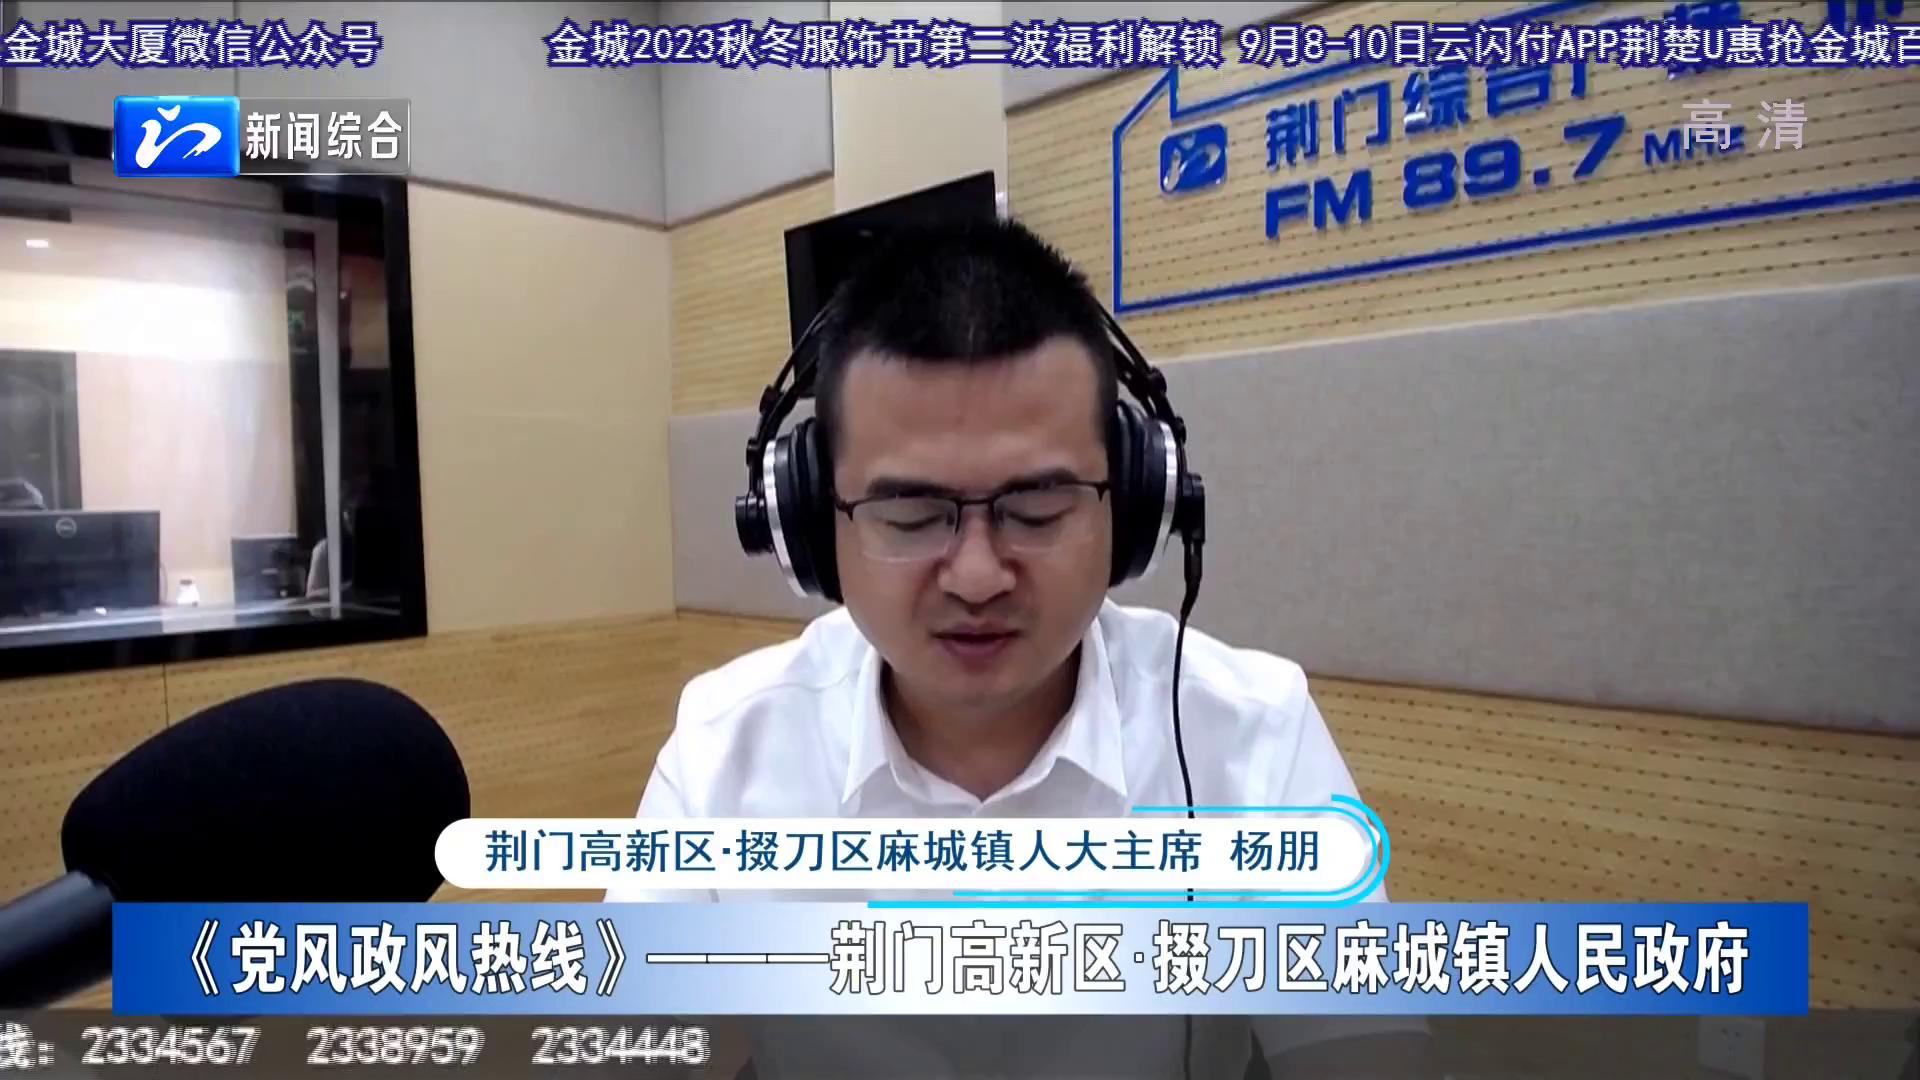 金城大厦微信公众号 金城2023秋冬服饰节第二波福利解锁 9月8-10日云闪付APP荆楚U惠抢金城百
新闻综合
高清
荆门综合广播
FM 89.7 MHz
荆门高新区·掇刀区麻城镇人大主席 杨朋
《党风政风热线》———荆门高新区·掇刀区麻城镇人民政府
线: 2334567 2338959 2334448
DELL